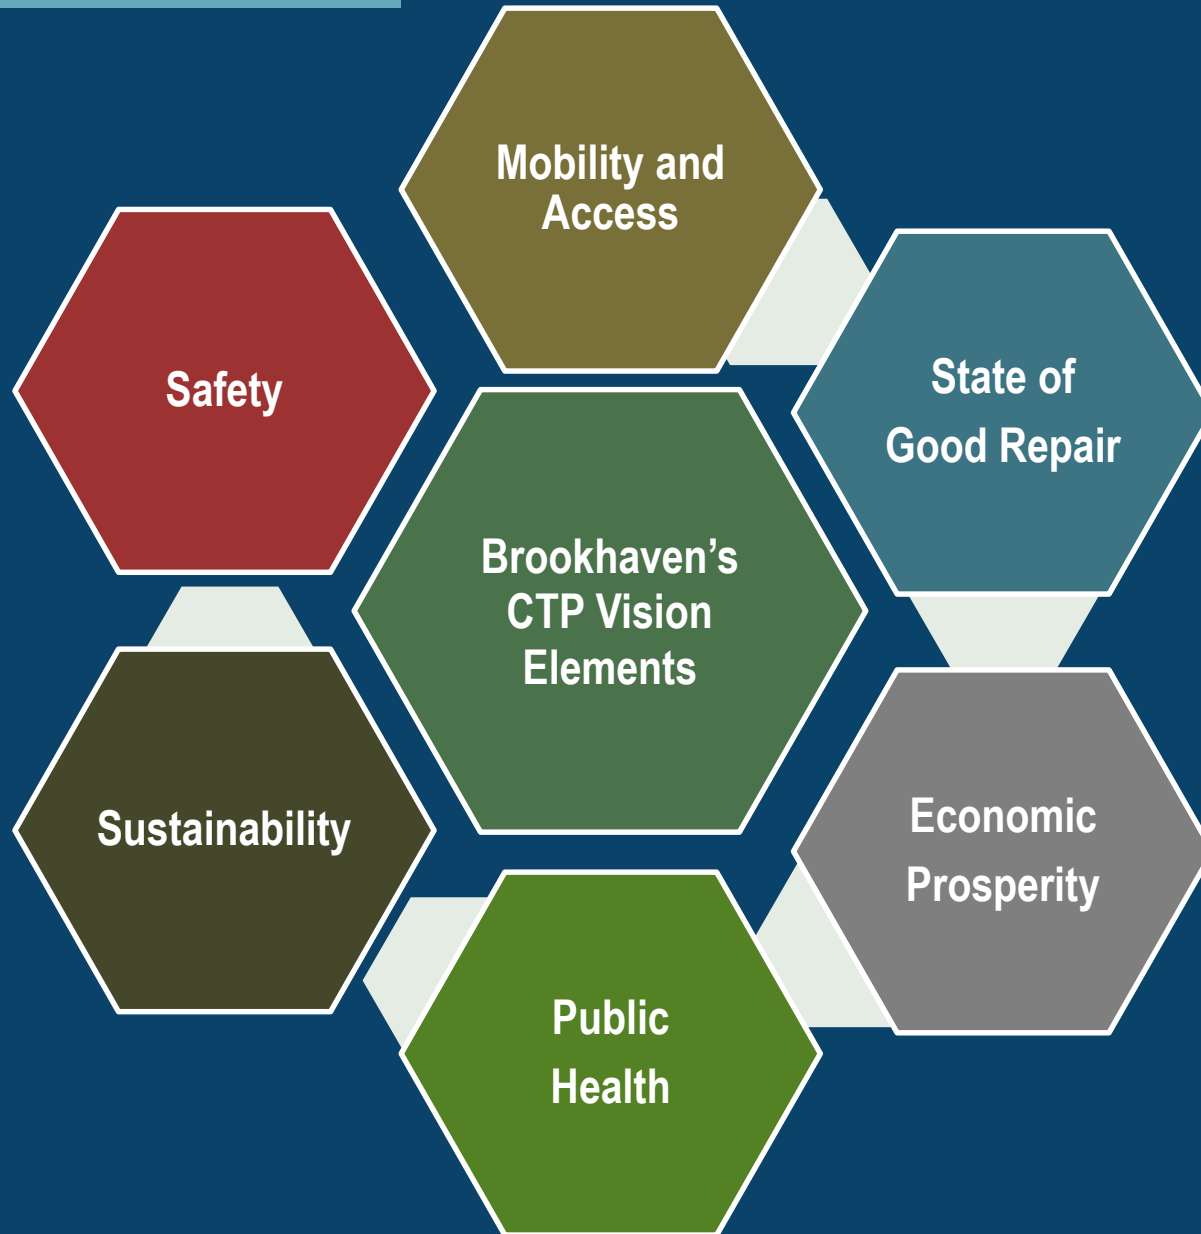 Mobility and
Access
Safety
State of
Good Repair
Brookhaven’s
CTP Vision
Elements
Sustainability
Economic
Prosperity
Public
Health